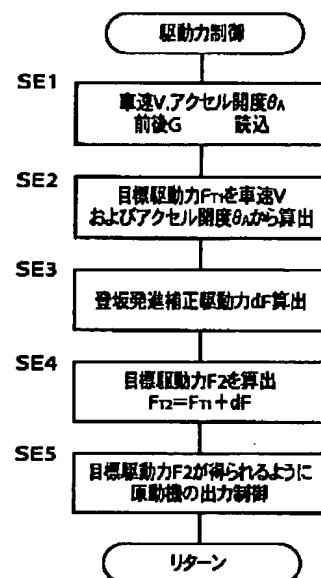 駆動力制御
SE1
車速V、アクセル開度θA
前後G 読込
SE2
目標駆動力FT1を車速V
およびアクセル開度θAから算出
SE3
登坂発進補正駆動力dF算出
SE4
目標駆動力F2を算出
FT2=FT1+dF
SE5
目標駆動力F2が得られるように
原動機の出力制御
リターン